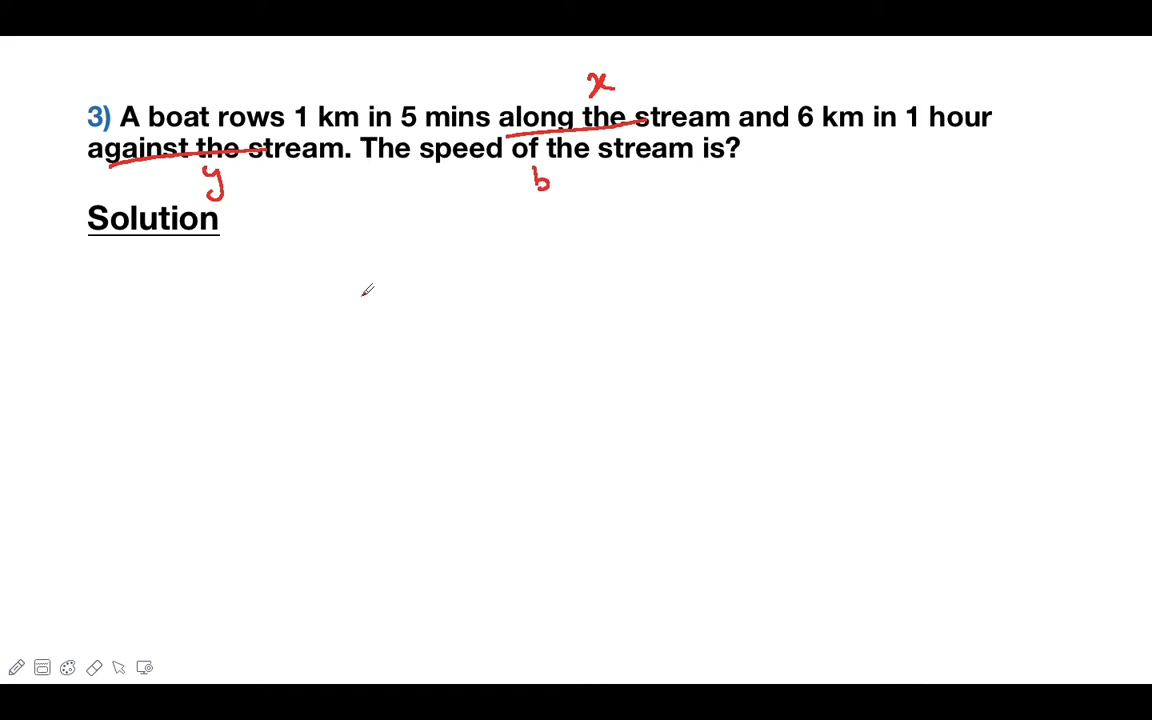 x
3) A boat rows 1 km in 5 mins along the stream and 6 km in 1 hour
against the stream. The speed of the stream is?
y b
Solution